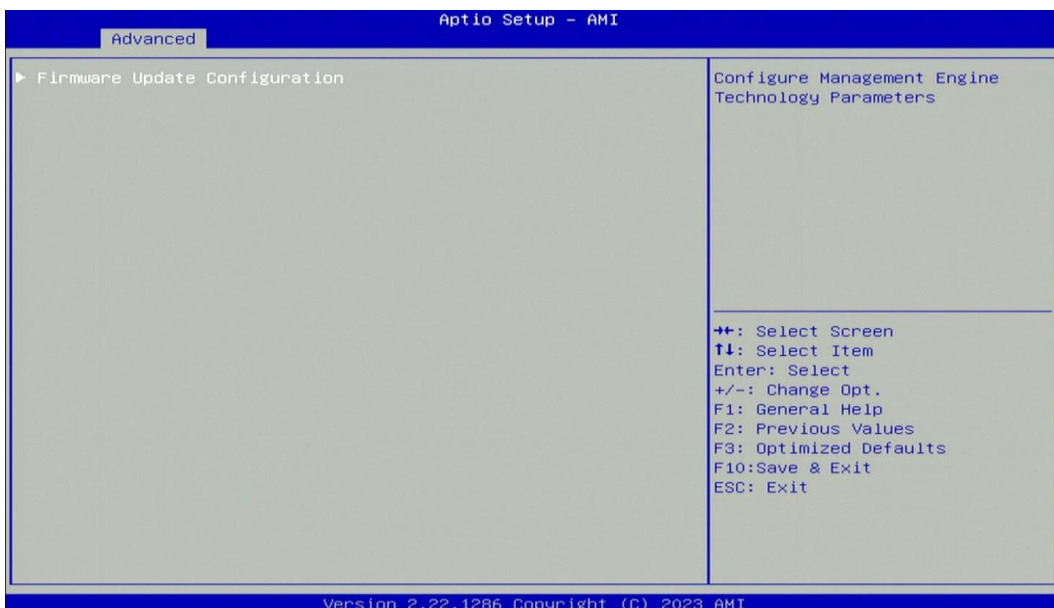 Aptio Setup - AMI
Advanced
▶ Firmware Update Configuration
Configure Management Engine
Technology Parameters
→←: Select Screen
↑↓: Select Item
Enter: Select
+/-: Change Opt.
F1: General Help
F2: Previous Values
F3: Optimized Defaults
F10:Save & Exit
ESC: Exit
Version 2.22.1286 Copyright (C) 2023 AMI